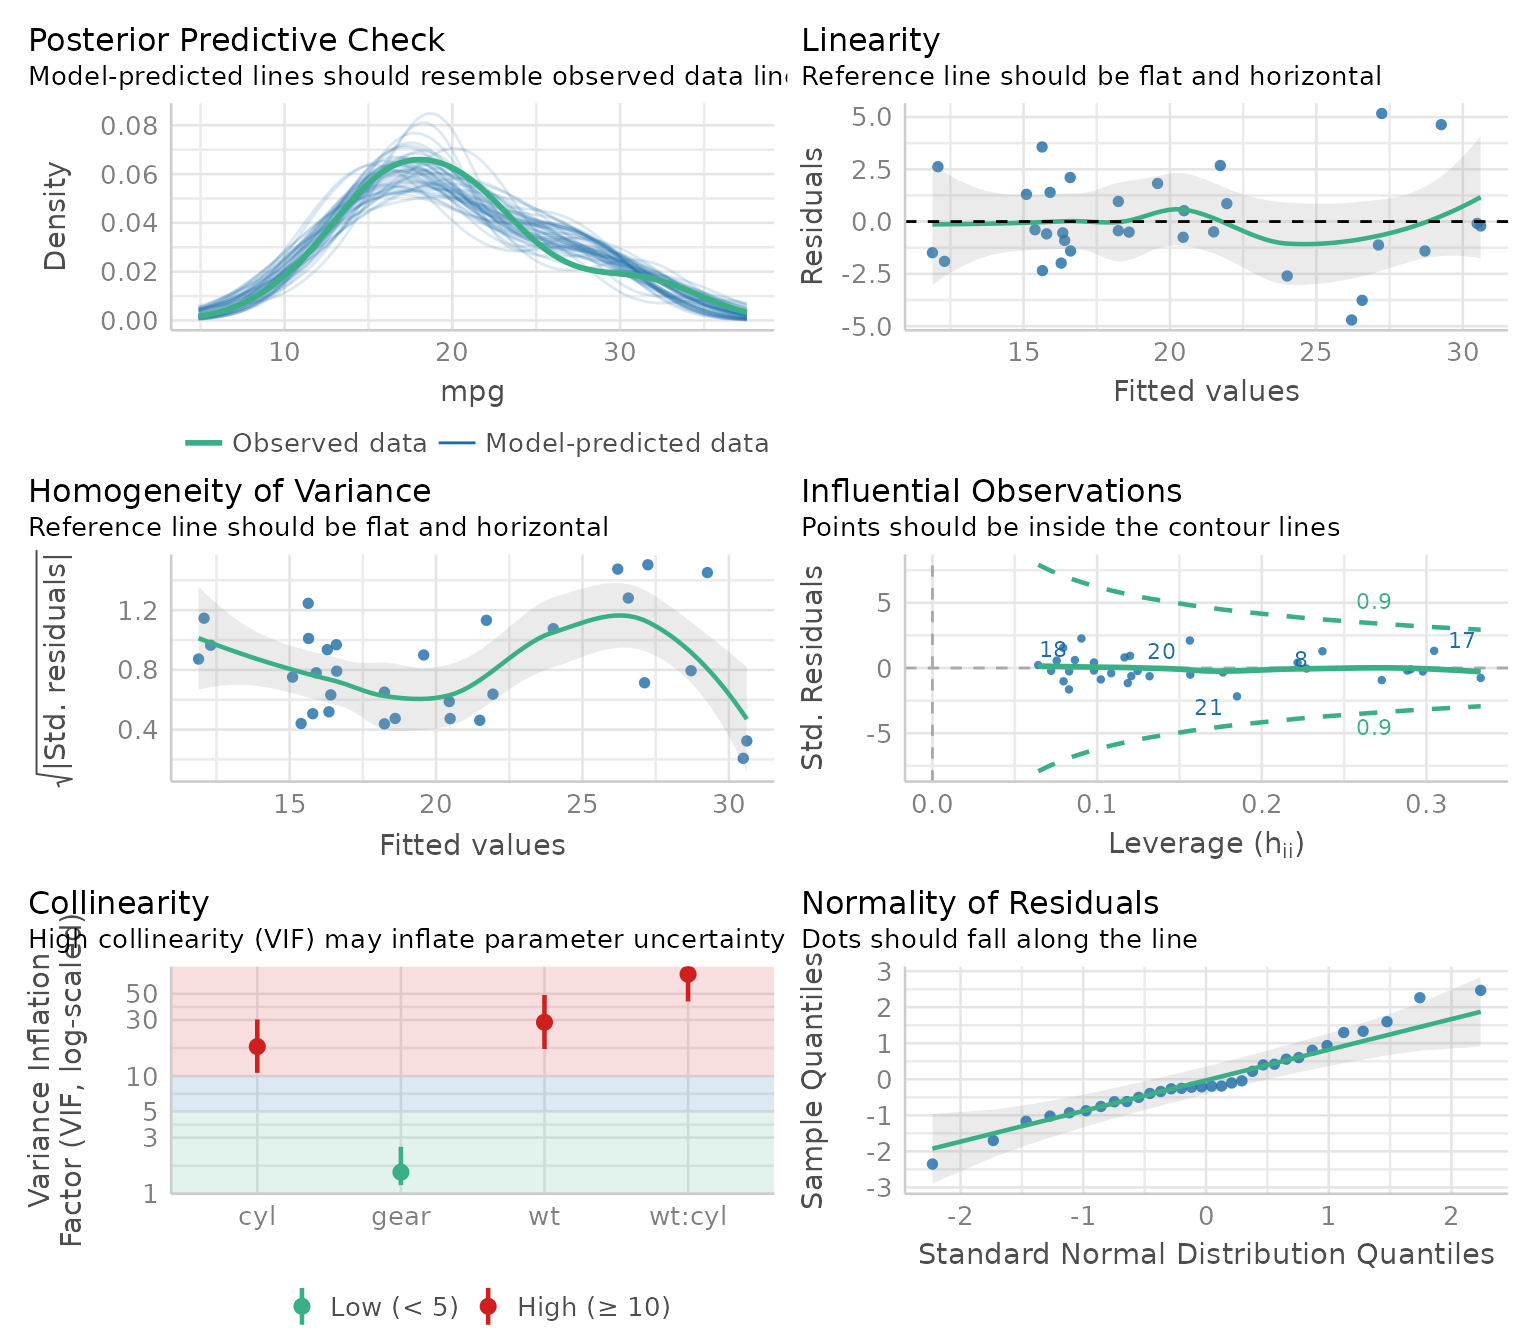 Posterior Predictive Check
Model-predicted lines should resemble observed data line
0.08
0.06
0.04
0.02
0.00
Density
10 20 30
mpg
Observed data Model-predicted data
Linearity
Reference line should be flat and horizontal
5.0
2.5
0.0
-2.5
-5.0
Residuals
15 20 25 30
Fitted values
Homogeneity of Variance
Reference line should be flat and horizontal
1.2
0.8
0.4
√|Std. residuals|
15 20 25 30
Fitted values
Influential Observations
Points should be inside the contour lines
5
0
-5
Std. Residuals
0.9
18
20
8
17
21
0.9
0.0 0.1 0.2 0.3
Leverage (hii)
Collinearity
High collinearity (VIF) may inflate parameter uncertainty
50
30
10
5
3
1
Variance Inflation
Factor (VIF, log-scaled)
cyl gear wt wt:cyl
Low (< 5) High (≥ 10)
Normality of Residuals
Dots should fall along the line
3
2
1
0
-1
-2
-3
Sample Quantiles
-2 -1 0 1 2
Standard Normal Distribution Quantiles